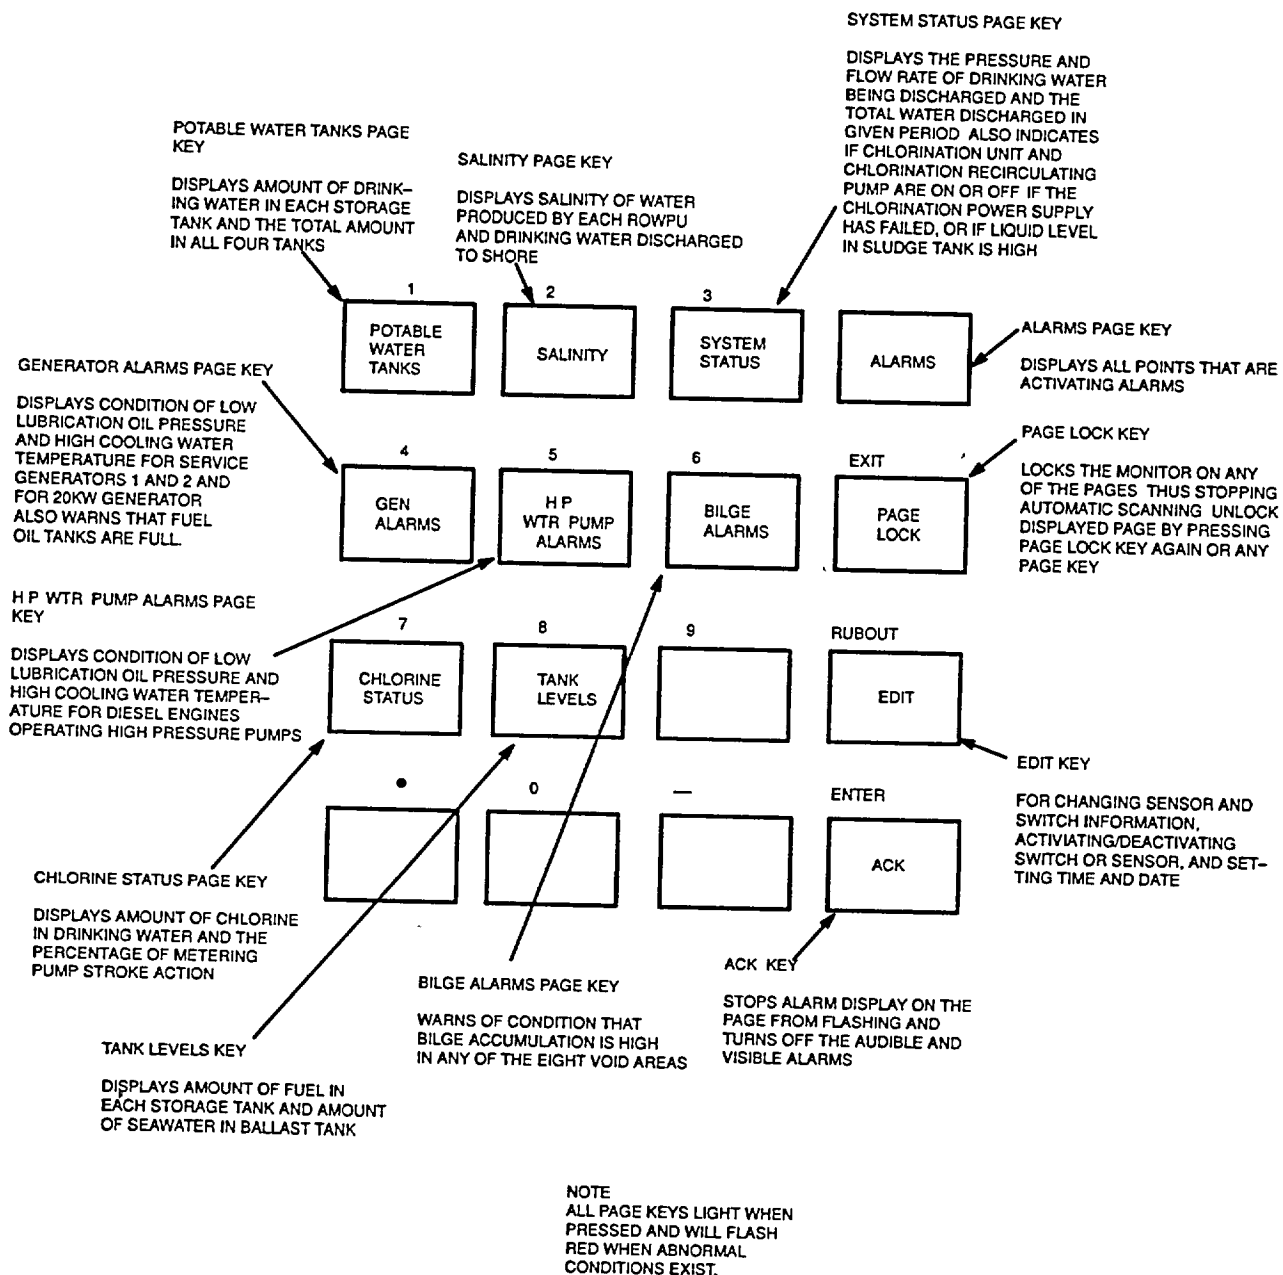 SYSTEM STATUS PAGE KEY
DISPLAYS THE PRESSURE AND
FLOW RATE OF DRINKING WATER
BEING DISCHARGED AND THE
TOTAL WATER DISCHARGED IN
GIVEN PERIOD ALSO INDICATES
IF CHLORINATION UNIT AND
CHLORINATION RECIRCULATING
PUMP ARE ON OR OFF IF THE
CHLORINATION POWER SUPPLY
HAS FAILED, OR IF LIQUID LEVEL
IN SLUDGE TANK IS HIGH
POTABLE WATER TANKS PAGE
KEY
DISPLAYS AMOUNT OF DRINK-
ING WATER IN EACH STORAGE
TANK AND THE TOTAL AMOUNT
IN ALL FOUR TANKS
SALINITY PAGE KEY
DISPLAYS SALINITY OF WATER
PRODUCED BY EACH ROWPU
AND DRINKING WATER DISCHARGED
TO SHORE
1
POTABLE
WATER
TANKS
2
SALINITY
3
SYSTEM
STATUS
ALARMS
ALARMS PAGE KEY
DISPLAYS ALL POINTS THAT ARE
ACTIVATING ALARMS
GENERATOR ALARMS PAGE KEY
DISPLAYS CONDITION OF LOW
LUBRICATION OIL PRESSURE
AND HIGH COOLING WATER
TEMPERATURE FOR SERVICE
GENERATORS 1 AND 2 AND
FOR 20KW GENERATOR
ALSO WARNS THAT FUEL
OIL TANKS ARE FULL.
4
GEN
ALARMS
5
H P
WTR PUMP
ALARMS
6
BILGE
ALARMS
EXIT
PAGE
LOCK
PAGE LOCK KEY
LOCKS THE MONITOR ON ANY
OF THE PAGES THUS STOPPING
AUTOMATIC SCANNING UNLOCK
DISPLAYED PAGE BY PRESSING
PAGE LOCK KEY AGAIN OR ANY
PAGE KEY
H P WTR PUMP ALARMS PAGE
KEY
DISPLAYS CONDITION OF LOW
LUBRICATION OIL PRESSURE AND
HIGH COOLING WATER TEMPER-
ATURE FOR DIESEL ENGINES
OPERATING HIGH PRESSURE PUMPS
7
CHLORINE
STATUS
8
TANK
LEVELS
9
RUBOUT
EDIT
EDIT KEY
FOR CHANGING SENSOR AND
SWITCH INFORMATION,
ACTIVIATING/DEACTIVATING
SWITCH OR SENSOR, AND SET-
TING TIME AND DATE
•
0
—
ENTER
ACK
CHLORINE STATUS PAGE KEY
DISPLAYS AMOUNT OF CHLORINE
IN DRINKING WATER AND THE
PERCENTAGE OF METERING
PUMP STROKE ACTION
TANK LEVELS KEY
DISPLAYS AMOUNT OF FUEL IN
EACH STORAGE TANK AND AMOUNT
OF SEAWATER IN BALLAST TANK
BILGE ALARMS PAGE KEY
WARNS OF CONDITION THAT
BILGE ACCUMULATION IS HIGH
IN ANY OF THE EIGHT VOID AREAS
ACK KEY
STOPS ALARM DISPLAY ON THE
PAGE FROM FLASHING AND
TURNS OFF THE AUDIBLE AND
VISIBLE ALARMS
NOTE
ALL PAGE KEYS LIGHT WHEN
PRESSED AND WILL FLASH
RED WHEN ABNORMAL
CONDITIONS EXIST.